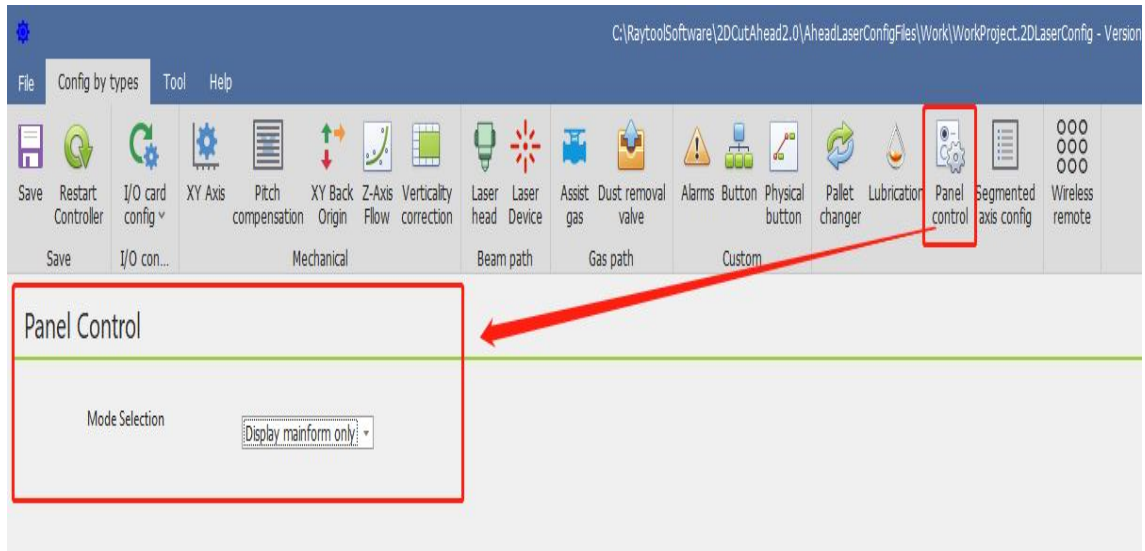 C:\RaytoolSoftware\2DCutAhead2.0\AheadLaserConfigFiles\Work\WorkProject.2DLaserConfig - Version
File Config by types Tool Help
Save Restart Controller I/O card config XY Axis Pitch compensation XY Back Origin Z-Axis Fllow Verticality correction Laser head Laser Device Assist gas Dust removal valve Alarms Button Physical button Pallet changer Lubrication Panel control Segmented axis config Wireless remote
Save I/O con... Mechanical Beam path Gas path Custom
Panel Control
Mode Selection Display mainform only